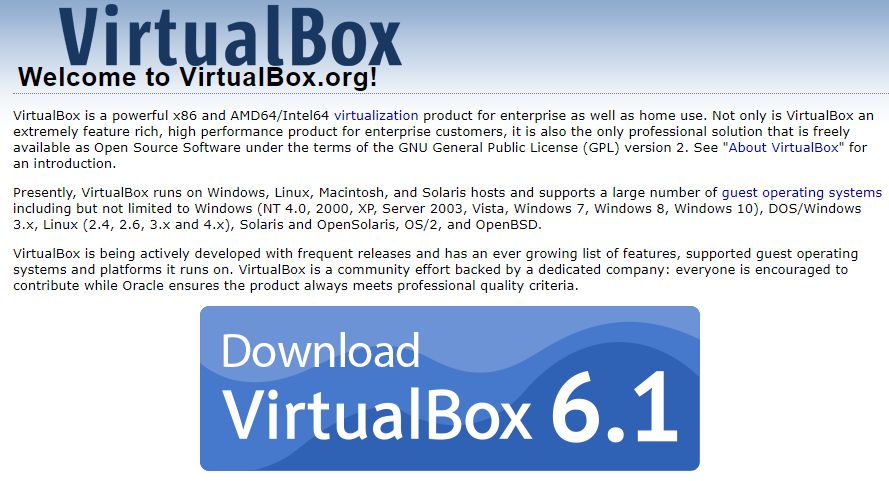 VirtualBox
Welcome to VirtualBox.org!
VirtualBox is a powerful x86 and AMD64/Intel64 virtualization product for enterprise as well as home use. Not only is VirtualBox an
extremely feature rich, high performance product for enterprise customers, it is also the only professional solution that is freely
available as Open Source Software under the terms of the GNU General Public License (GPL) version 2. See "About VirtualBox" for
an introduction.
Presently, VirtualBox runs on Windows, Linux, Macintosh, and Solaris hosts and supports a large number of guest operating systems
including but not limited to Windows (NT 4.0, 2000, XP, Server 2003, Vista, Windows 7, Windows 8, Windows 10), DOS/Windows
3.x, Linux (2.4, 2.6, 3.x and 4.x), Solaris and OpenSolaris, OS/2, and OpenBSD.
VirtualBox is being actively developed with frequent releases and has an ever growing list of features, supported guest operating
systems and platforms it runs on. VirtualBox is a community effort backed by a dedicated company: everyone is encouraged to
contribute while Oracle ensures the product always meets professional quality criteria.
Download
VirtualBox 6.1